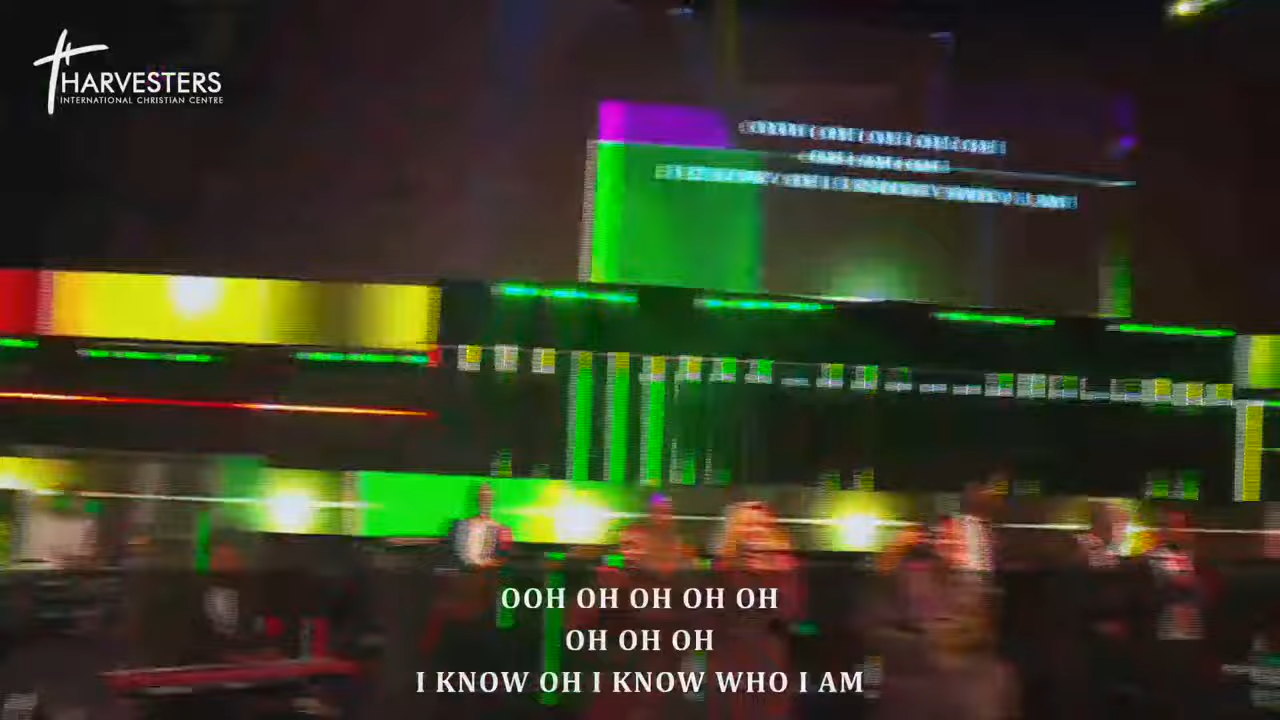 HARVESTERS
INTERNATIONAL CHRISTIAN CENTRE
OOH OH OH OH OH
OH OH OH
I KNOW OH I KNOW WHO I AM